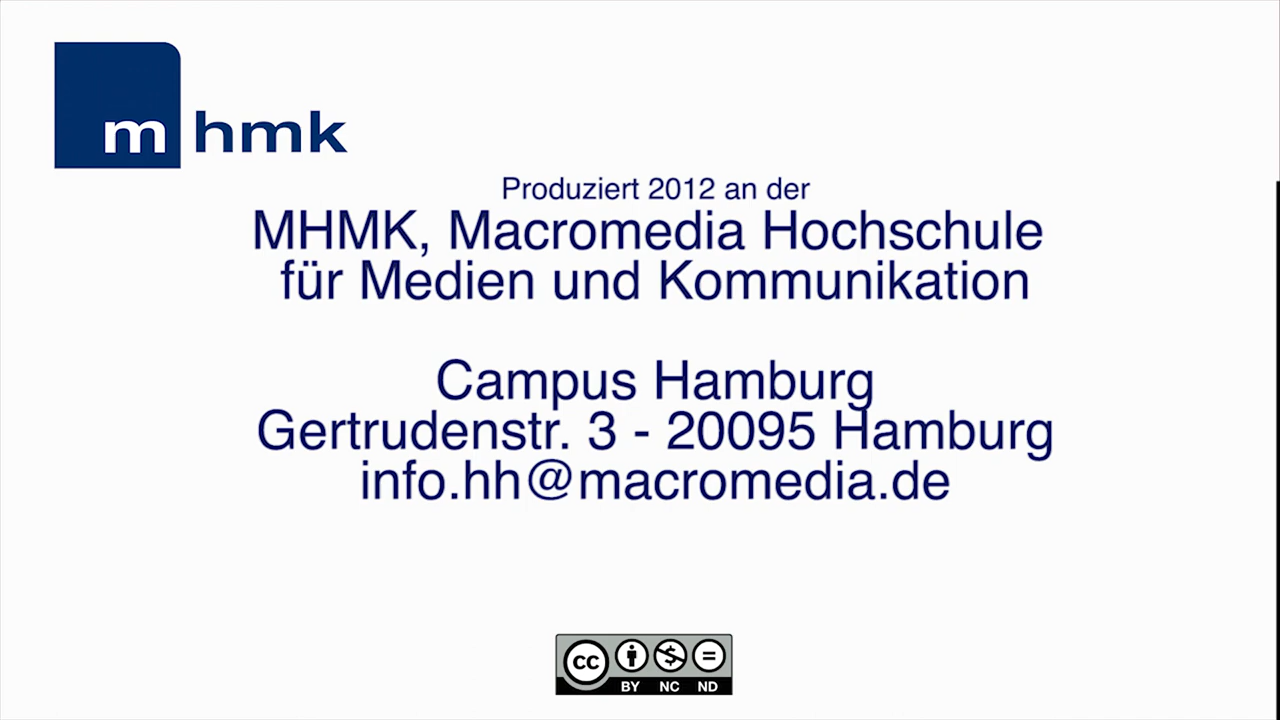 mhmk
Produziert 2012 an der
MHMK, Macromedia Hochschule
für Medien und Kommunikation
Campus Hamburg
Gertrudenstr. 3 - 20095 Hamburg
info.hh@macromedia.de
cc
BY NC ND